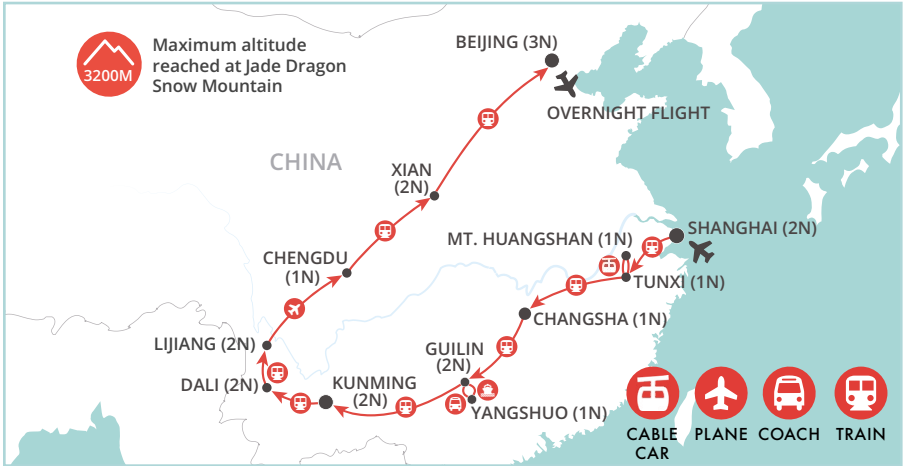 3200M
Maximum altitude
reached at Jade Dragon
Snow Mountain
BEIJING (3N)
OVERNIGHT FLIGHT
CHINA
XIAN
(2N)
CHENGDU
(1N)
MT. HUANGSHAN (1N)
SHANGHAI (2N)
TUNXI (1N)
CHANGSHA (1N)
LIJIANG (2N)
GUILIN
(2N)
DALI (2N)
KUNMING
(2N)
YANGSHUO (1N)
CABLE
CAR
PLANE
COACH
TRAIN